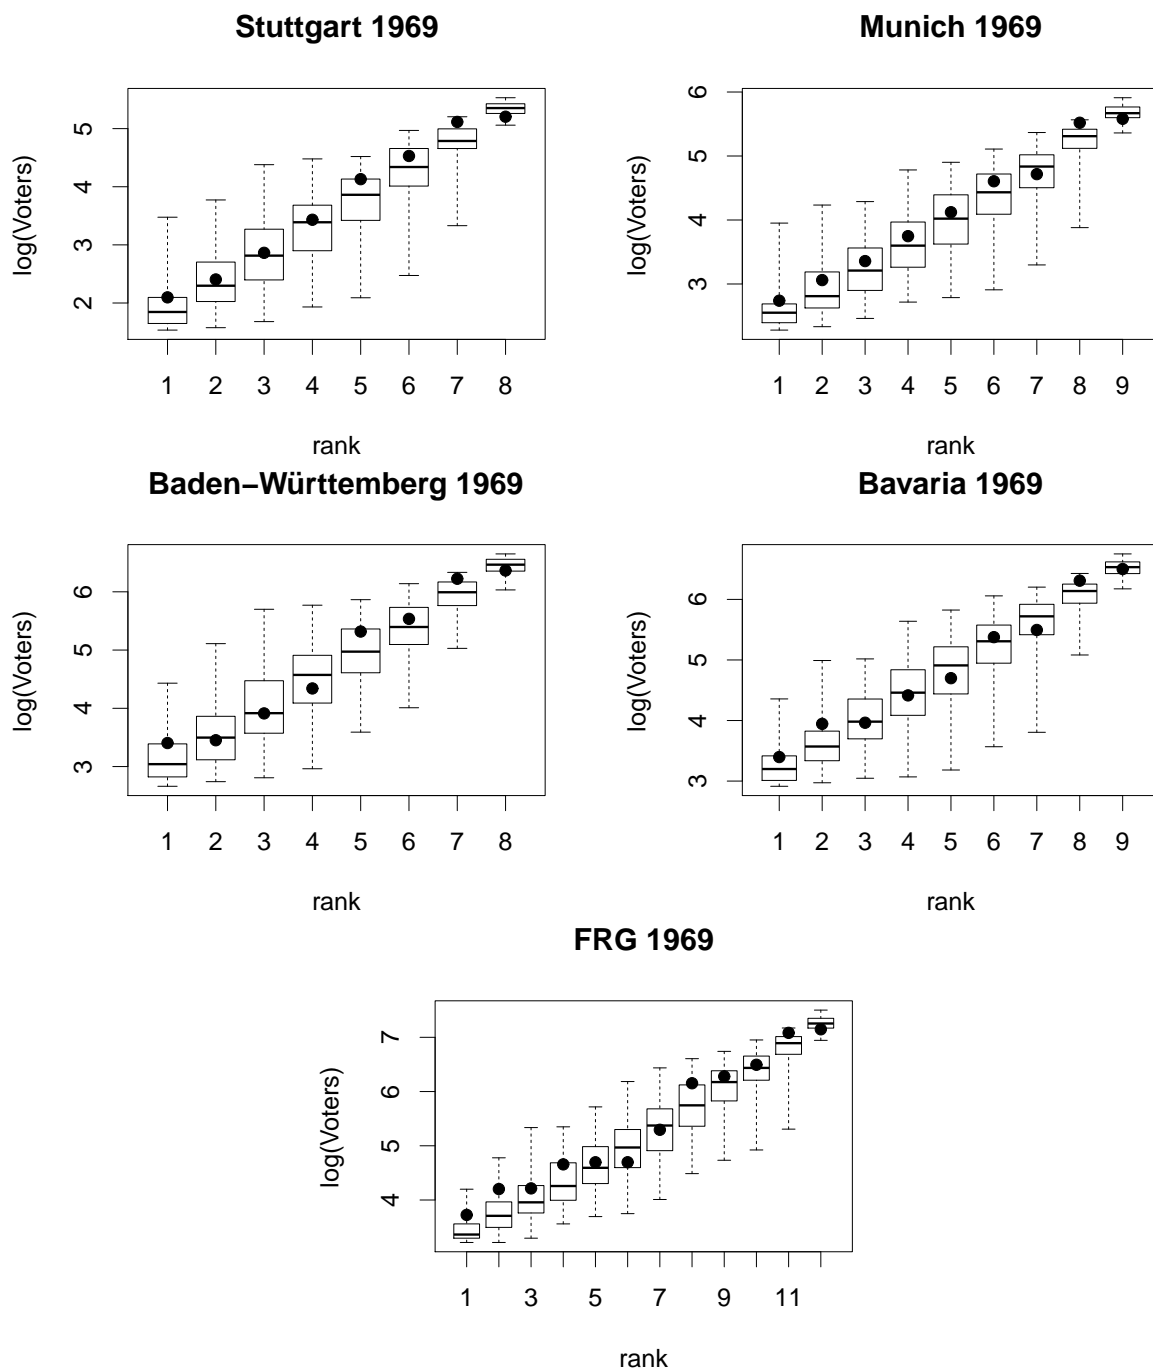 Stuttgart 1969
log(Voters)
5
4
3
2
1 2 3 4 5 6 7 8
rank
Munich 1969
log(Voters)
6
5
4
3
1 2 3 4 5 6 7 8 9
rank
Baden−Württemberg 1969
log(Voters)
6
5
4
3
1 2 3 4 5 6 7 8
rank
Bavaria 1969
log(Voters)
6
5
4
3
1 2 3 4 5 6 7 8 9
rank
FRG 1969
log(Voters)
7
6
5
4
1 3 5 7 9 11
rank